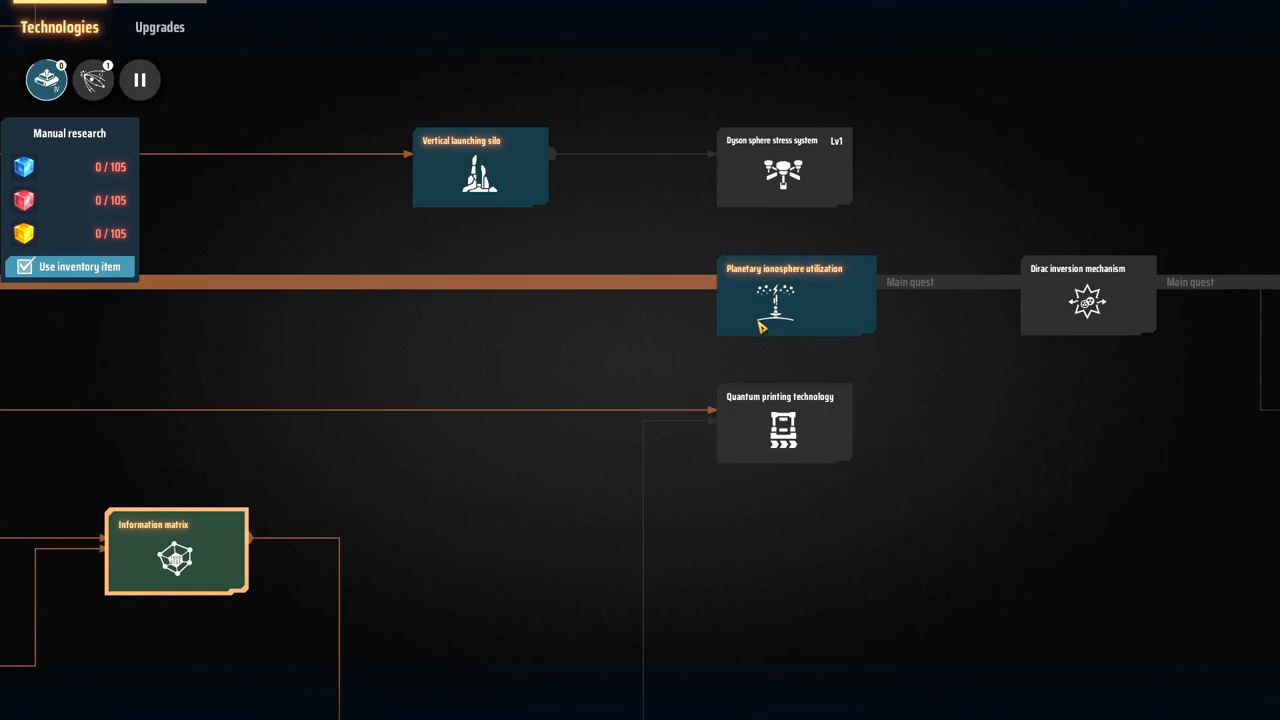 Technologies
Upgrades
0
IV
1
Manual research
0 / 105
0 / 105
0 / 105
Use inventory item
Vertical launching silo
Dyson sphere stress system Lv1
Planetary ionosphere utilization
Main quest
Dirac inversion mechanism
Main quest
Quantum printing technology
Information matrix